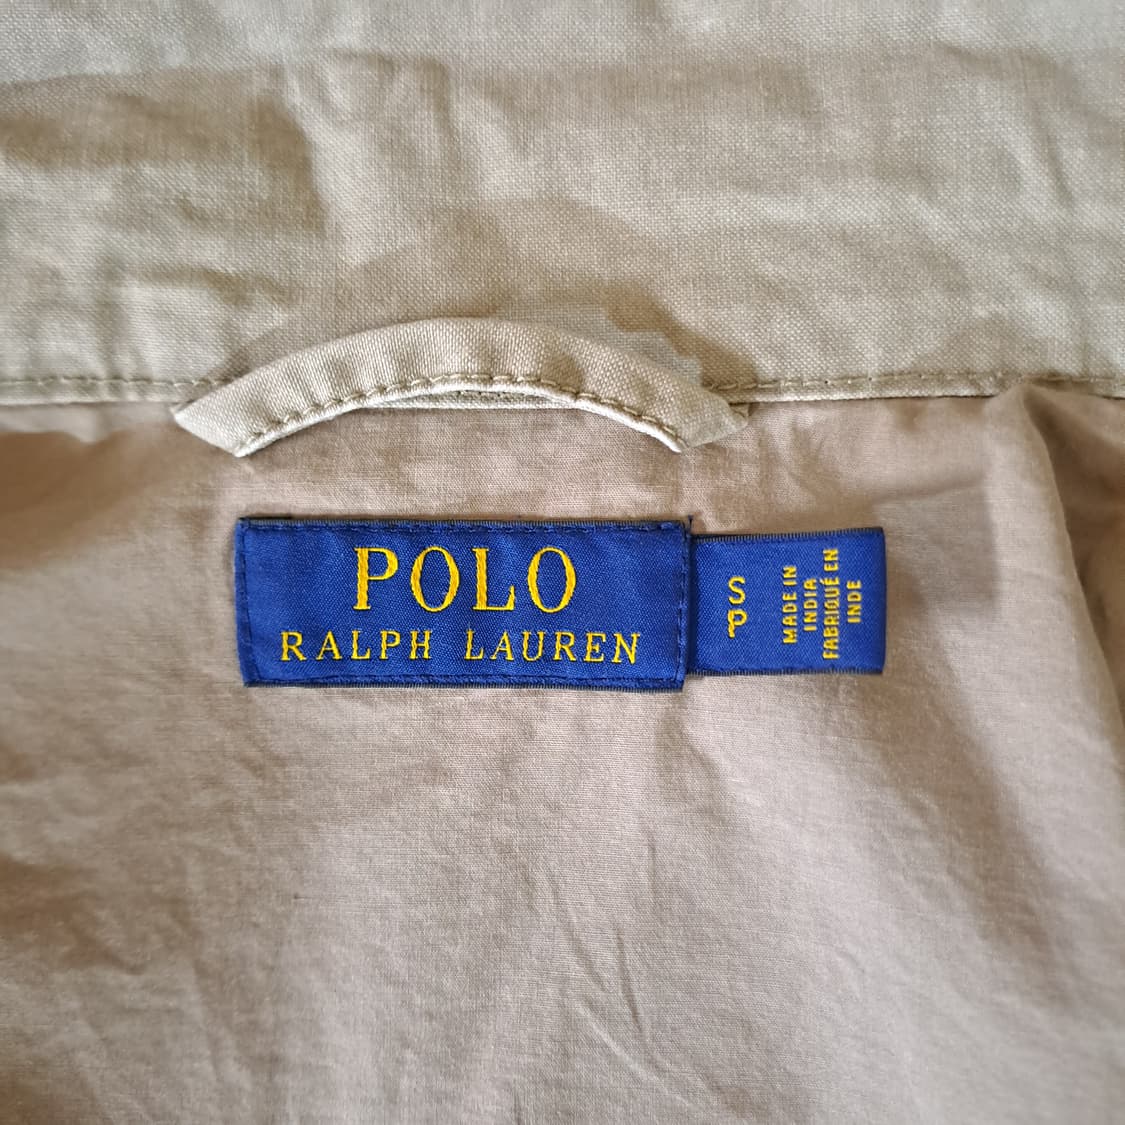 POLO
RALPH LAUREN
S
P
MADE IN
INDIA
FABRIQUÉ EN
INDE